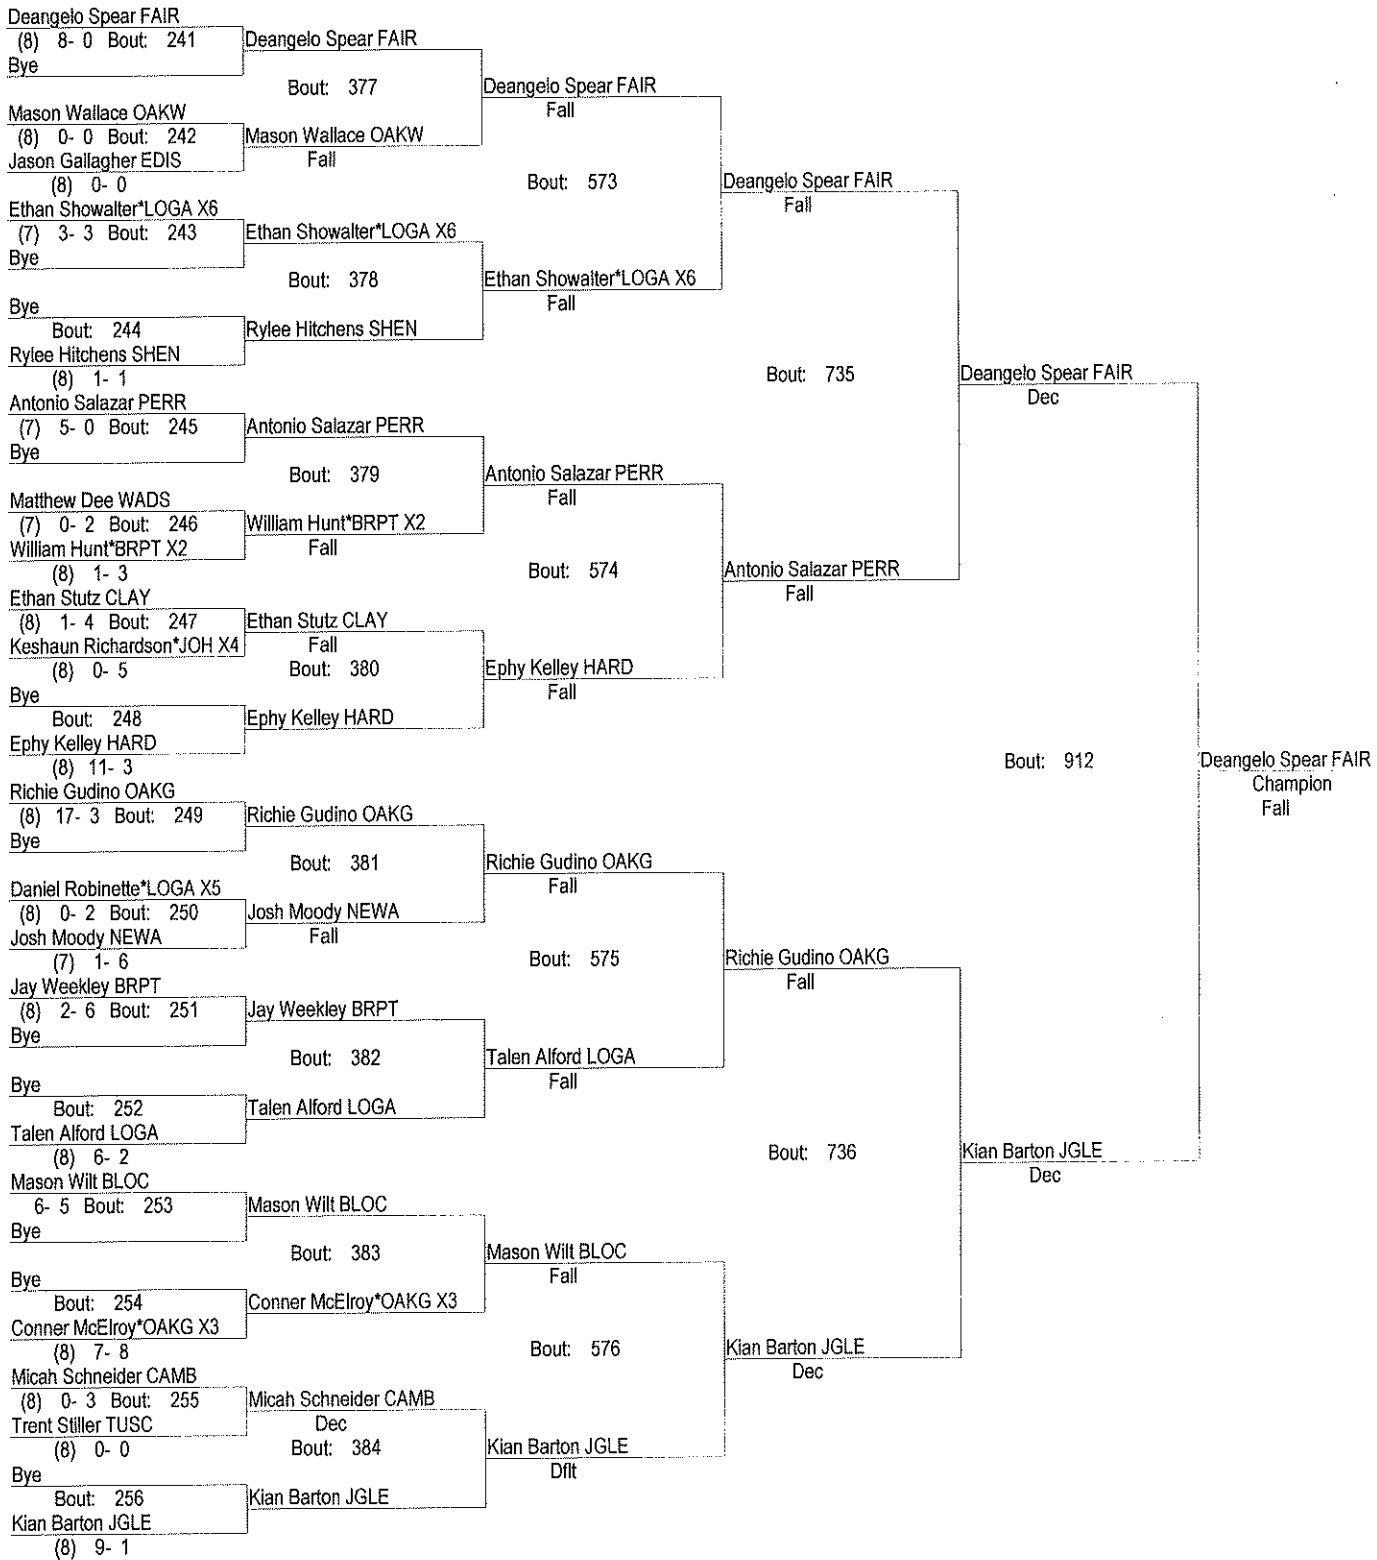 Deangelo Spear FAIR
(8) 8- 0 Bout: 241
Bye
Mason Wallace OAKW
(8) 0- 0 Bout: 242
Jason Gallagher EDIS
(8) 0- 0
Ethan Showalter*LOGA X6
(7) 3- 3 Bout: 243
Bye
Bye
Bout: 244
Rylee Hitchens SHEN
(8) 1- 1
Antonio Salazar PERR
(7) 5- 0 Bout: 245
Bye
Matthew Dee WADS
(7) 0- 2 Bout: 246
William Hunt*BRPT X2
(8) 1- 3
Ethan Stutz CLAY
(8) 1- 4 Bout: 247
Keshaun Richardson*JOH X4
(8) 0- 5
Bye
Bout: 248
Ephy Kelley HARD
(8) 11- 3
Richie Gudino OAKG
(8) 17- 3 Bout: 249
Bye
Daniel Robinette*LOGA X5
(8) 0- 2 Bout: 250
Josh Moody NEWA
(7) 1- 6
Jay Weekley BRPT
(8) 2- 6 Bout: 251
Bye
Bye
Bout: 252
Talen Alford LOGA
(8) 6- 2
Mason Wilt BLOC
6- 5 Bout: 253
Bye
Bye
Bout: 254
Conner McElroy*OAKG X3
(8) 7- 8
Micah Schneider CAMB
(8) 0- 3 Bout: 255
Trent Stiller TUSC
(8) 0- 0
Bye
Bout: 256
Kian Barton JGLE
(8) 9- 1
Deangelo Spear FAIR
Bout: 377
Mason Wallace OAKW
Fall
Ethan Showalter*LOGA X6
Bout: 378
Rylee Hitchens SHEN
Antonio Salazar PERR
Bout: 379
William Hunt*BRPT X2
Fall
Ethan Stutz CLAY
Fall
Bout: 380
Ephy Kelley HARD
Richie Gudino OAKG
Bout: 381
Josh Moody NEWA
Fall
Jay Weekley BRPT
Bout: 382
Talen Alford LOGA
Mason Wilt BLOC
Bout: 383
Conner McElroy*OAKG X3
Micah Schneider CAMB
Dec
Bout: 384
Kian Barton JGLE
Deangelo Spear FAIR
Fall
Bout: 573
Ethan Showalter*LOGA X6
Fall
Antonio Salazar PERR
Fall
Bout: 574
Ephy Kelley HARD
Fall
Richie Gudino OAKG
Fall
Bout: 575
Talen Alford LOGA
Fall
Mason Wilt BLOC
Fall
Bout: 576
Kian Barton JGLE
Dflt
Deangelo Spear FAIR
Fall
Bout: 735
Antonio Salazar PERR
Fall
Richie Gudino OAKG
Fall
Bout: 736
Kian Barton JGLE
Dec
Deangelo Spear FAIR
Dec
Bout: 912
Kian Barton JGLE
Dec
Deangelo Spear FAIR
Champion
Fall